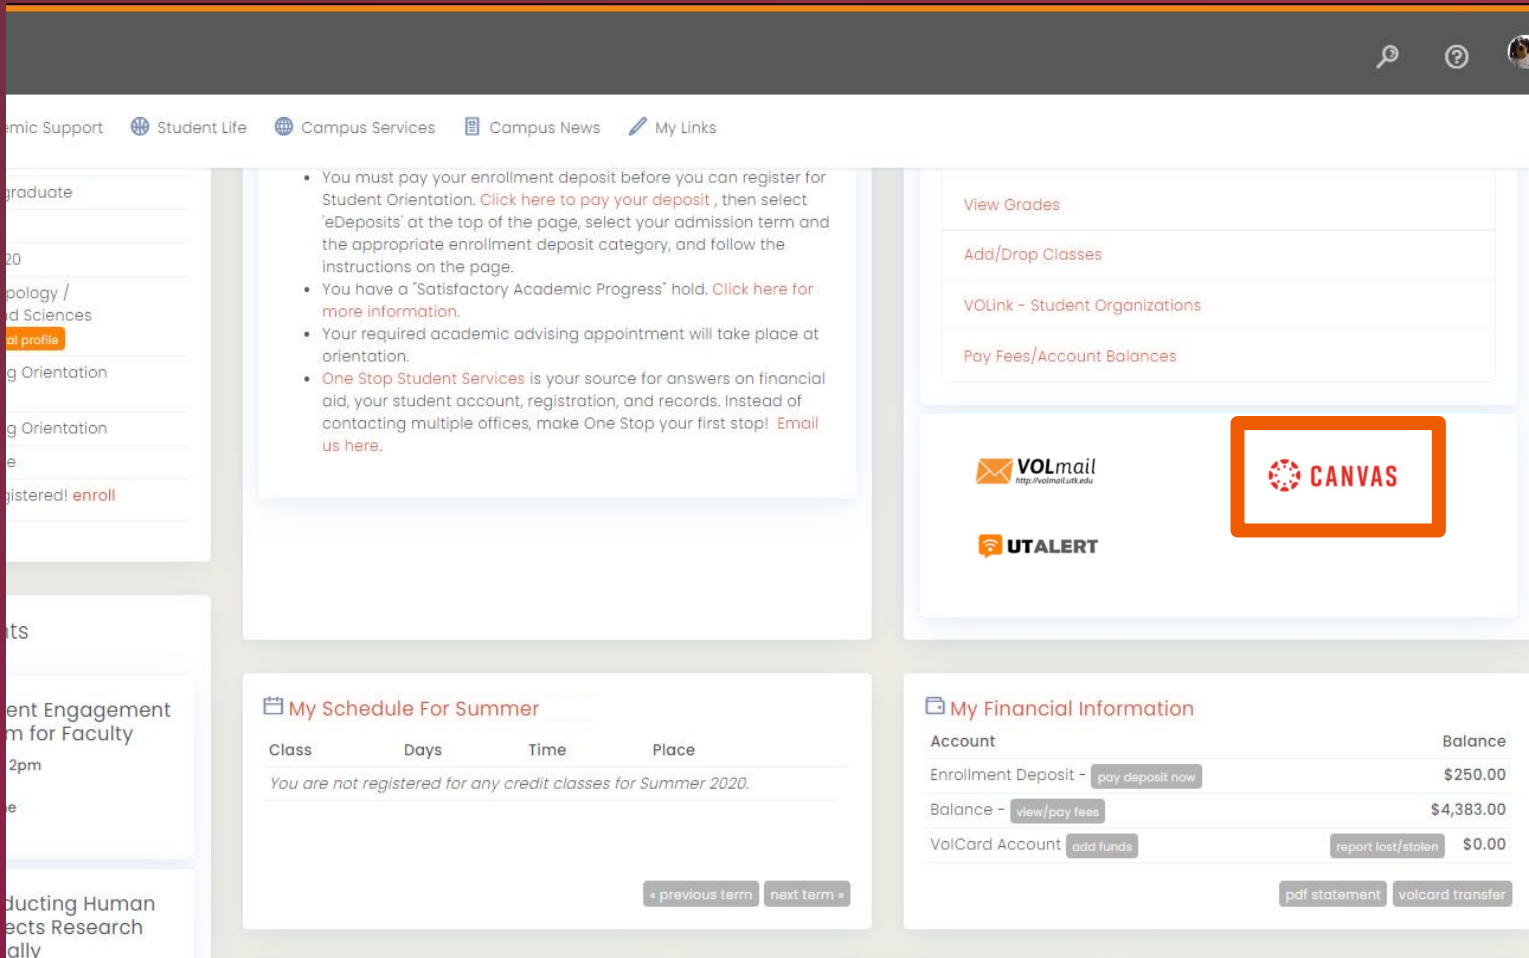 emic Support
Student Life
Campus Services
Campus News
My Links
graduate
20
pology /
d Sciences
al profile
g Orientation
g Orientation
e
gistered! enroll
You must pay your enrollment deposit before you can register for
Student Orientation. Click here to pay your deposit , then select
'eDeposits' at the top of the page, select your admission term and
the appropriate enrollment deposit category, and follow the
instructions on the page.
You have a "Satisfactory Academic Progress" hold. Click here for
more information.
Your required academic advising appointment will take place at
orientation.
One Stop Student Services is your source for answers on financial
aid, your student account, registration, and records. Instead of
contacting multiple offices, make One Stop your first stop! Email
us here.
View Grades
Add/Drop Classes
VOLink - Student Organizations
Pay Fees/Account Balances
VOLmail
http://volmail.utk.edu
CANVAS
UTALERT
nts
ent Engagement
m for Faculty
2pm
ne
ducting Human
ects Research
ally
My Schedule For Summer
Class Days Time Place
You are not registered for any credit classes for Summer 2020.
« previous term next term »
My Financial Information
Account Balance
Enrollment Deposit - pay deposit now $250.00
Balance - view/pay fees $4,383.00
VolCard Account add funds report lost/stolen $0.00
pdf statement volcard transfer